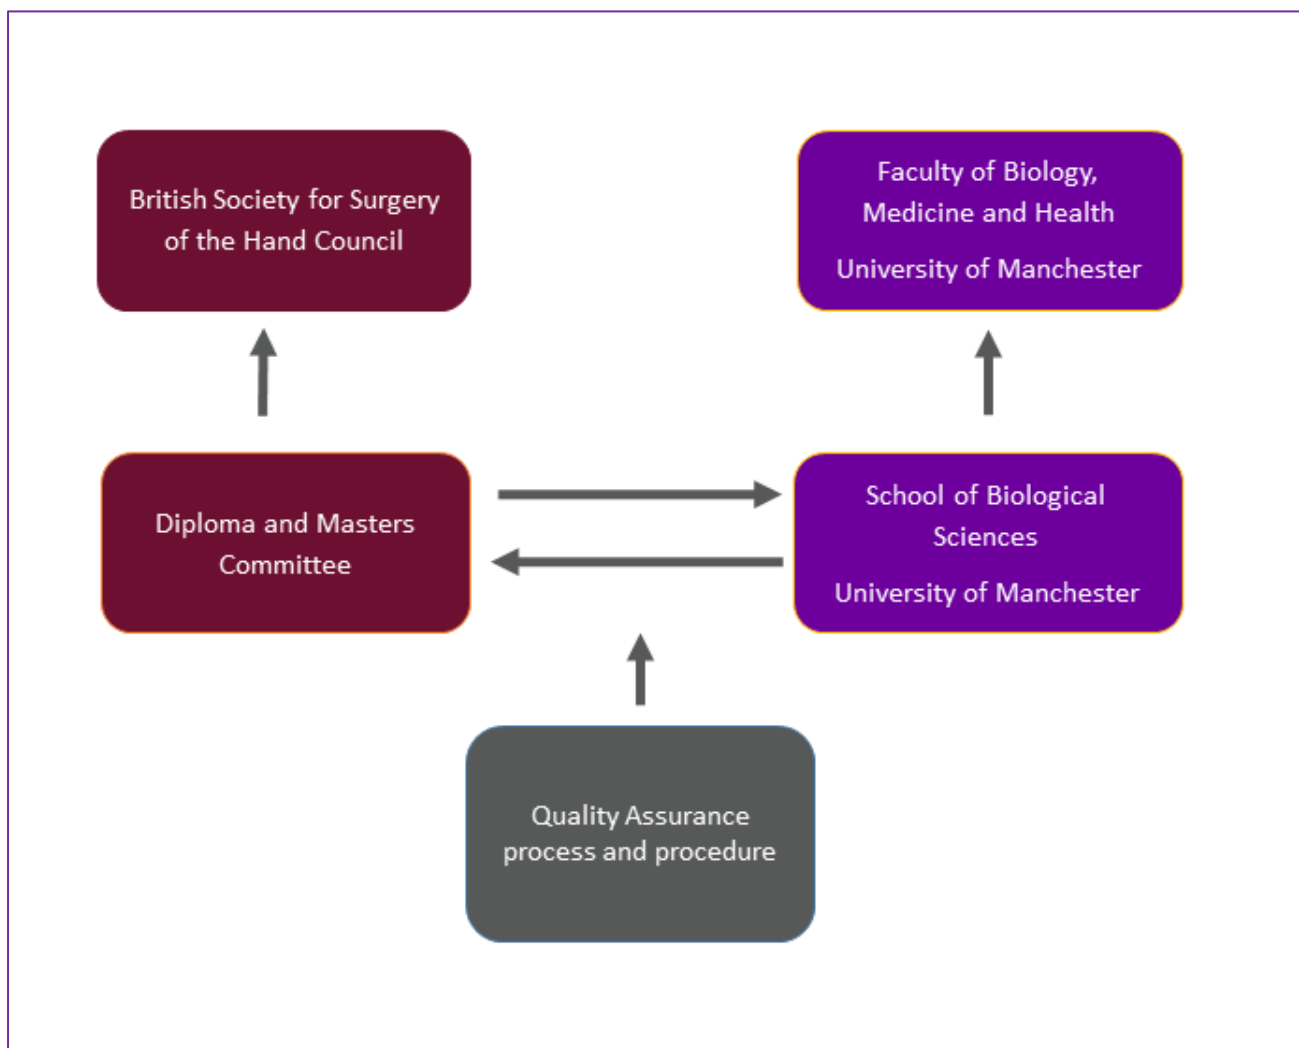 British Society for Surgery
of the Hand Council
Faculty of Biology,
Medicine and Health
University of Manchester
Diploma and Masters
Committee
School of Biological
Sciences
University of Manchester
Quality Assurance
process and procedure